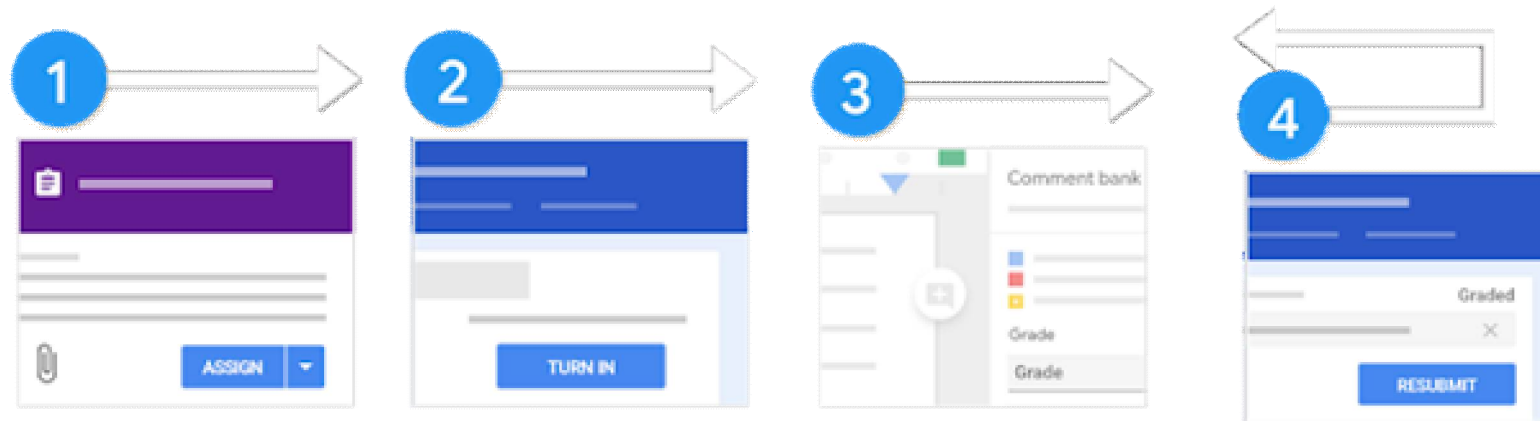 1
2
3
4
ASSIGN
TURN IN
Comment bank
Grade
Grade
Graded
RESUBMIT